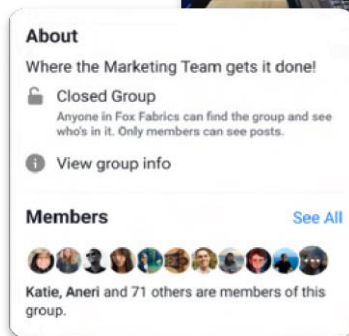 About
Where the Marketing Team gets it done!
Closed Group
Anyone in Fox Fabrics can find the group and see
who's in it. Only members can see posts.
View group info
Members See All
Katie, Aneri and 71 others are members of this
group.